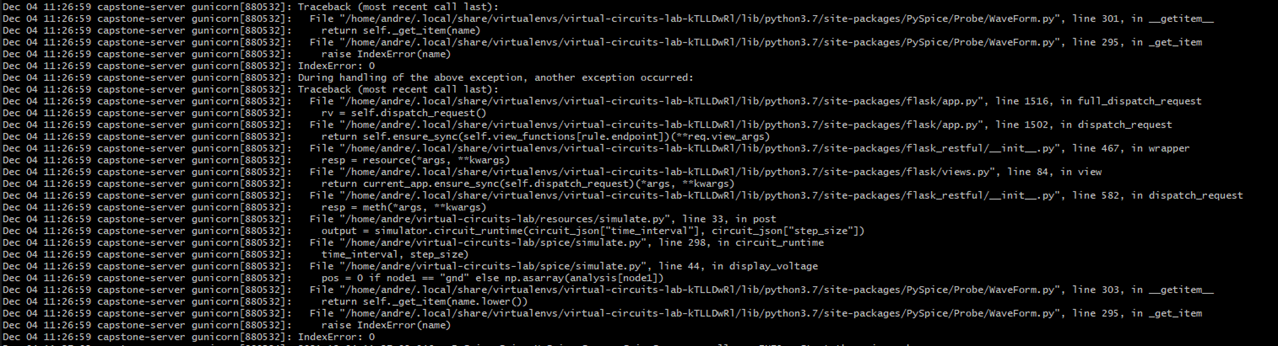 Dec 04 11:26:59 capstone-server gunicorn[880532]: Traceback (most recent call last):
Dec 04 11:26:59 capstone-server gunicorn[880532]:   File "/home/andre/.local/share/virtualenvs/virtual-circuits-lab-kTLLDwRl/lib/python3.7/site-packages/PySpice/Probe/WaveForm.py", line 301, in __getitem__
Dec 04 11:26:59 capstone-server gunicorn[880532]:     return self._get_item(name)
Dec 04 11:26:59 capstone-server gunicorn[880532]:   File "/home/andre/.local/share/virtualenvs/virtual-circuits-lab-kTLLDwRl/lib/python3.7/site-packages/PySpice/Probe/WaveForm.py", line 295, in _get_item
Dec 04 11:26:59 capstone-server gunicorn[880532]:     raise IndexError(name)
Dec 04 11:26:59 capstone-server gunicorn[880532]: IndexError: 0
Dec 04 11:26:59 capstone-server gunicorn[880532]: During handling of the above exception, another exception occurred:
Dec 04 11:26:59 capstone-server gunicorn[880532]: Traceback (most recent call last):
Dec 04 11:26:59 capstone-server gunicorn[880532]:   File "/home/andre/.local/share/virtualenvs/virtual-circuits-lab-kTLLDwRl/lib/python3.7/site-packages/flask/app.py", line 1516, in full_dispatch_request
Dec 04 11:26:59 capstone-server gunicorn[880532]:     rv = self.dispatch_request()
Dec 04 11:26:59 capstone-server gunicorn[880532]:   File "/home/andre/.local/share/virtualenvs/virtual-circuits-lab-kTLLDwRl/lib/python3.7/site-packages/flask/app.py", line 1502, in dispatch_request
Dec 04 11:26:59 capstone-server gunicorn[880532]:     return self.ensure_sync(self.view_functions[rule.endpoint])(**req.view_args)
Dec 04 11:26:59 capstone-server gunicorn[880532]:   File "/home/andre/.local/share/virtualenvs/virtual-circuits-lab-kTLLDwRl/lib/python3.7/site-packages/flask_restful/__init__.py", line 467, in wrapper
Dec 04 11:26:59 capstone-server gunicorn[880532]:     resp = resource(*args, **kwargs)
Dec 04 11:26:59 capstone-server gunicorn[880532]:   File "/home/andre/.local/share/virtualenvs/virtual-circuits-lab-kTLLDwRl/lib/python3.7/site-packages/flask/views.py", line 84, in view
Dec 04 11:26:59 capstone-server gunicorn[880532]:     return current_app.ensure_sync(self.dispatch_request)(*args, **kwargs)
Dec 04 11:26:59 capstone-server gunicorn[880532]:   File "/home/andre/.local/share/virtualenvs/virtual-circuits-lab-kTLLDwRl/lib/python3.7/site-packages/flask_restful/__init__.py", line 582, in dispatch_request
Dec 04 11:26:59 capstone-server gunicorn[880532]:     resp = meth(*args, **kwargs)
Dec 04 11:26:59 capstone-server gunicorn[880532]:   File "/home/andre/virtual-circuits-lab/resources/simulate.py", line 33, in post
Dec 04 11:26:59 capstone-server gunicorn[880532]:     output = simulator.circuit_runtime(circuit_json["time_interval"], circuit_json["step_size"])
Dec 04 11:26:59 capstone-server gunicorn[880532]:   File "/home/andre/virtual-circuits-lab/spice/simulate.py", line 298, in circuit_runtime
Dec 04 11:26:59 capstone-server gunicorn[880532]:     time_interval, step_size)
Dec 04 11:26:59 capstone-server gunicorn[880532]:   File "/home/andre/virtual-circuits-lab/spice/simulate.py", line 44, in display_voltage
Dec 04 11:26:59 capstone-server gunicorn[880532]:     pos = 0 if node1 == "gnd" else np.asarray(analysis[node1])
Dec 04 11:26:59 capstone-server gunicorn[880532]:   File "/home/andre/.local/share/virtualenvs/virtual-circuits-lab-kTLLDwRl/lib/python3.7/site-packages/PySpice/Probe/WaveForm.py", line 303, in __getitem__
Dec 04 11:26:59 capstone-server gunicorn[880532]:     return self._get_item(name.lower())
Dec 04 11:26:59 capstone-server gunicorn[880532]:   File "/home/andre/.local/share/virtualenvs/virtual-circuits-lab-kTLLDwRl/lib/python3.7/site-packages/PySpice/Probe/WaveForm.py", line 295, in _get_item
Dec 04 11:26:59 capstone-server gunicorn[880532]:     raise IndexError(name)
Dec 04 11:26:59 capstone-server gunicorn[880532]: IndexError: 0